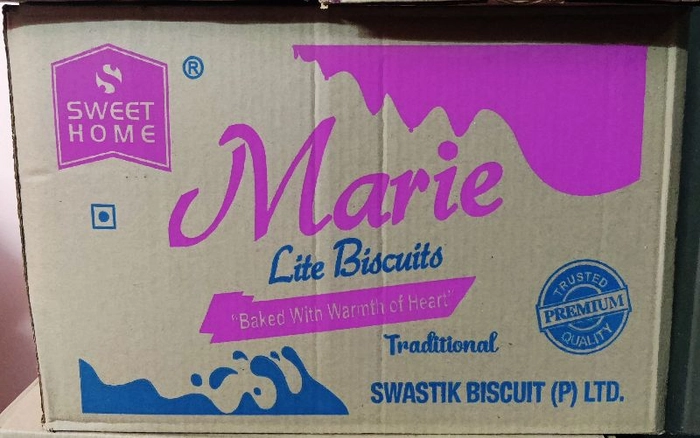 SWEET
HOME
®
Marie
Lite Biscuits
"Baked With Warmth of Heart"
Traditional
TRUSTED
PREMIUM
QUALITY
SWASTIK BISCUIT (P) LTD.